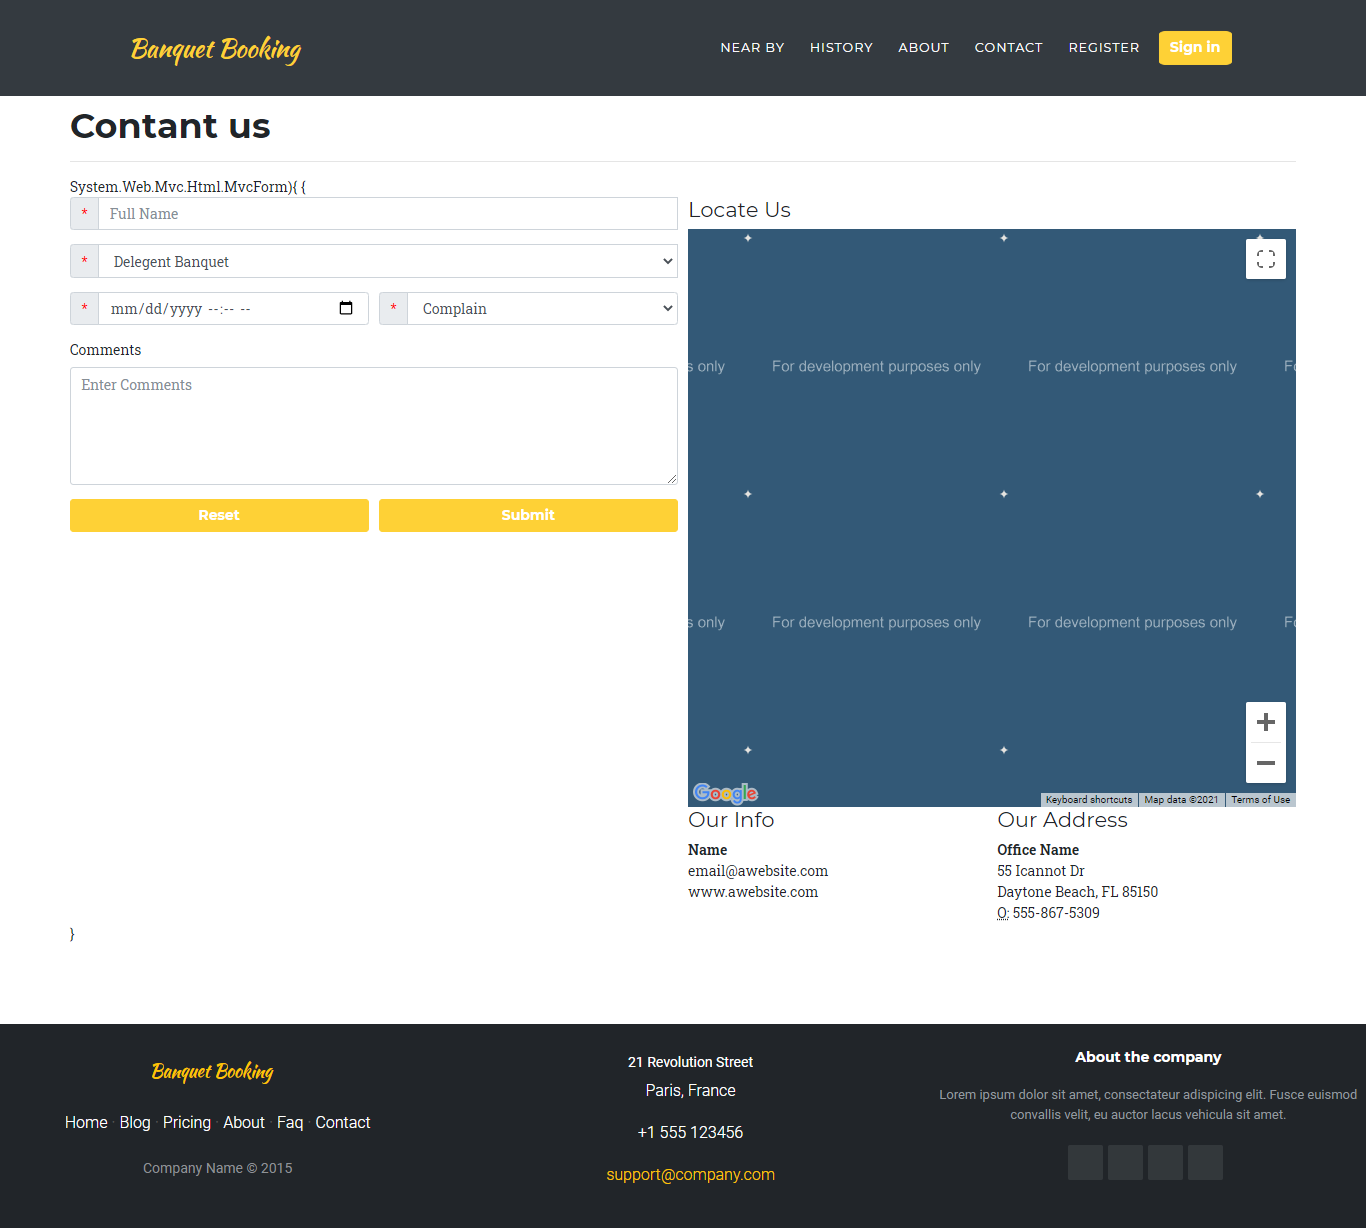 Banquet Booking
NEAR BY HISTORY ABOUT CONTACT REGISTER Sign in
Contant us
System.Web.Mvc.Html.MvcForm){ {
* Full Name
* Delegent Banquet
* mm/dd/yyyy --:-- --
* Complain
Comments
Enter Comments
Reset Submit
Locate Us
s only For development purposes only For development purposes only Fo
s only For development purposes only For development purposes only Fo
Google
Keyboard shortcuts Map data ©2021 Terms of Use
Our Info
Name
email@awebsite.com
www.awebsite.com
Our Address
Office Name
55 Icannot Dr
Daytone Beach, FL 85150
O: 555-867-5309
}
Banquet Booking
Home · Blog · Pricing · About · Faq · Contact
Company Name © 2015
21 Revolution Street
Paris, France
+1 555 123456
support@company.com
About the company
Lorem ipsum dolor sit amet, consectateur adispicing elit. Fusce euismod
convallis velit, eu auctor lacus vehicula sit amet.